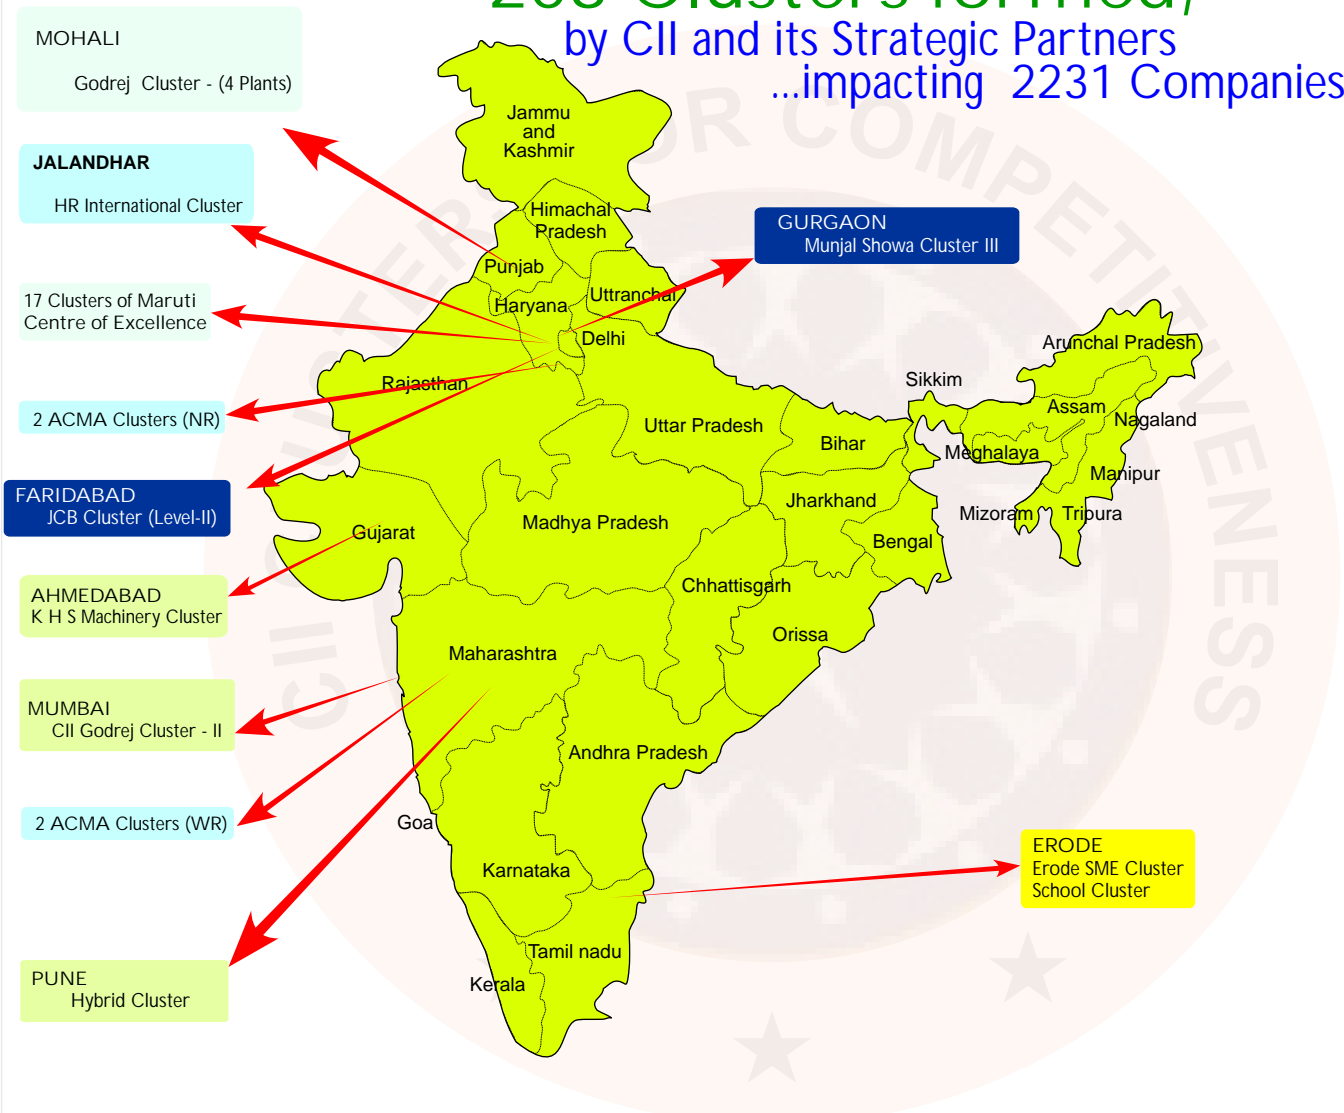 Clusters formed,
by CII and its Strategic Partners
...impacting 2231 Companies
MOHALI
Godrej Cluster - (4 Plants)
JALANDHAR
HR International Cluster
17 Clusters of Maruti
Centre of Excellence
2 ACMA Clusters (NR)
FARIDABAD
JCB Cluster (Level-II)
AHMEDABAD
K H S Machinery Cluster
MUMBAI
CII Godrej Cluster - II
2 ACMA Clusters (WR)
PUNE
Hybrid Cluster
GURGAON
Munjal Showa Cluster III
ERODE
Erode SME Cluster
School Cluster
Jammu
and
Kashmir
Himachal
Pradesh
Punjab
Haryana
Uttranchal
Delhi
Rajasthan
Uttar Pradesh
Bihar
Sikkim
Arunchal Pradesh
Assam
Nagaland
Meghalaya
Manipur
Mizoram
Tripura
Jharkhand
Bengal
Gujarat
Madhya Pradesh
Chhattisgarh
Orissa
Maharashtra
Andhra Pradesh
Goa
Karnataka
Tamil nadu
Kerala